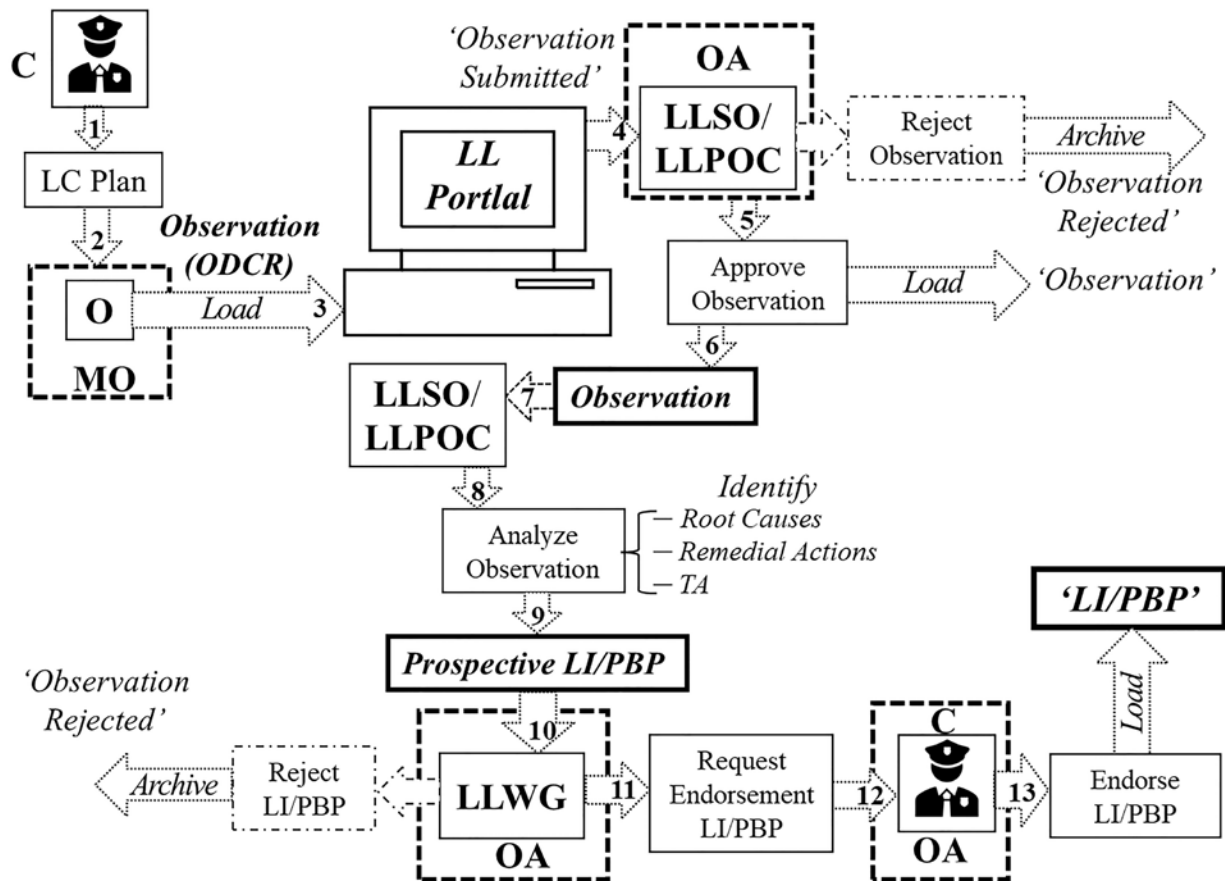 C
1
LC Plan
2
Observation
(ODCR)
O
Load
3
MO
LL
Portlal
‘Observation
Submitted’
4
OA
LLSO/
LLPOC
Reject
Observation
Archive
‘Observation
Rejected’
5
Approve
Observation
Load
‘Observation’
6
Observation
7
LLSO/
LLPOC
8
Analyze
Observation
Identify
– Root Causes
– Remedial Actions
– TA
9
Prospective LI/PBP
10
‘Observation
Rejected’
Archive
Reject
LI/PBP
LLWG
OA
11
Request
Endorsement
LI/PBP
12
C
OA
13
Endorse
LI/PBP
Load
‘LI/PBP’